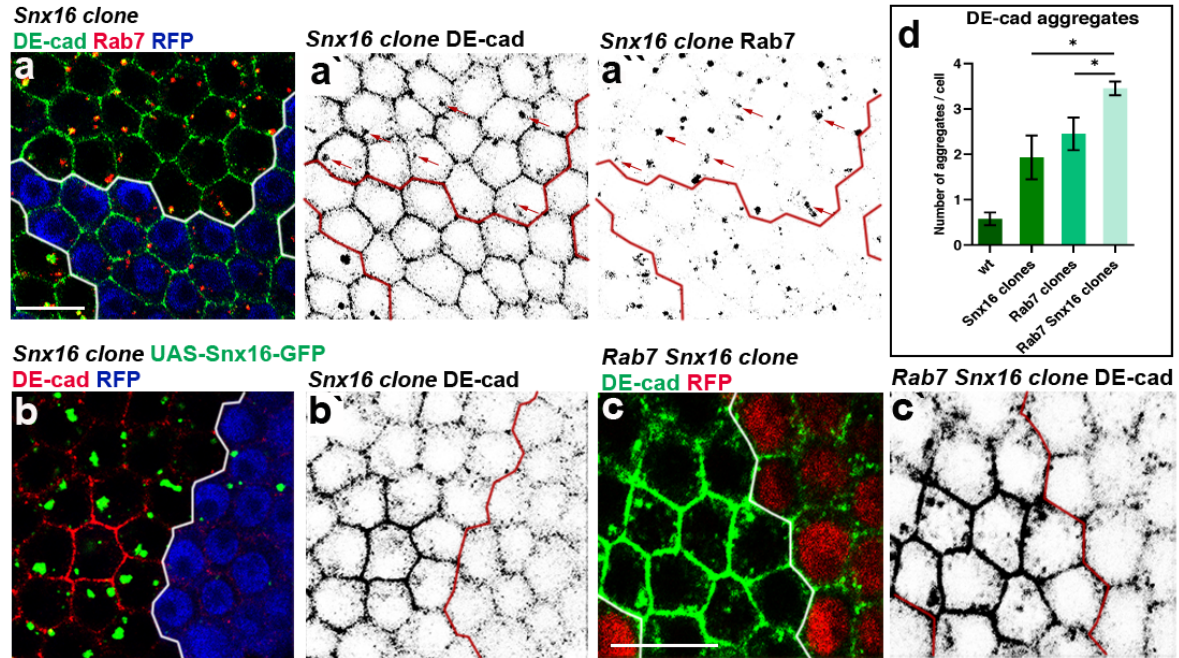 Snx16 clone
DE-cad Rab7 RFP
a
Snx16 clone DE-cad
a`
Snx16 clone Rab7
a``
d
DE-cad aggregates
*
*
Number of aggregates / cell
4
3
2
1
0
wt
Snx16 clones
Rab7 clones
Rab7 Snx16 clones
Snx16 clone UAS-Snx16-GFP
DE-cad RFP
b
Snx16 clone DE-cad
b`
Rab7 Snx16 clone
DE-cad RFP
c
Rab7 Snx16 clone DE-cad
c`